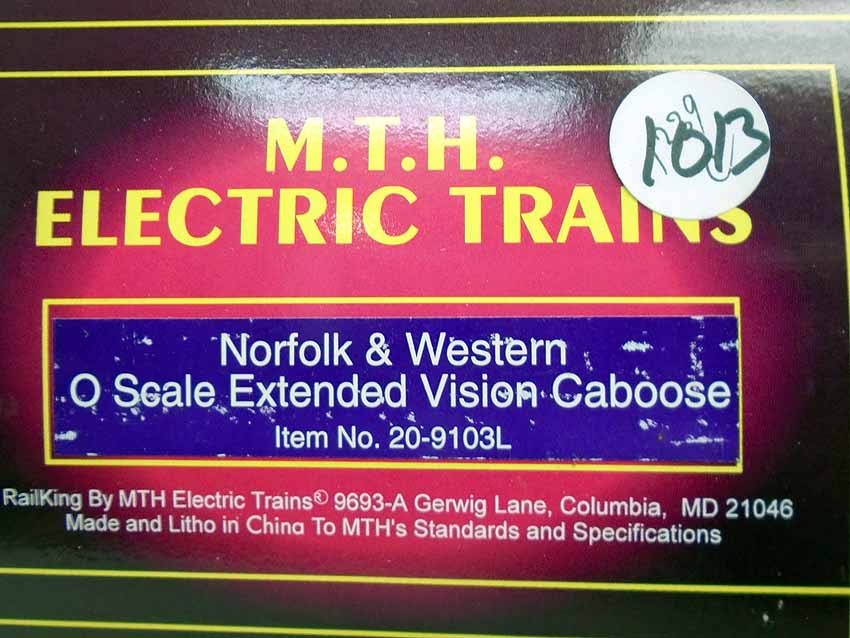 M.T.H.
ELECTRIC TRAINS
1013
Norfolk & Western
O Scale Extended Vision Caboose
Item No. 20-9103L
RailKing By MTH Electric Trains® 9693-A Gerwig Lane, Columbia, MD 21046
Made and Litho in China To MTH's Standards and Specifications